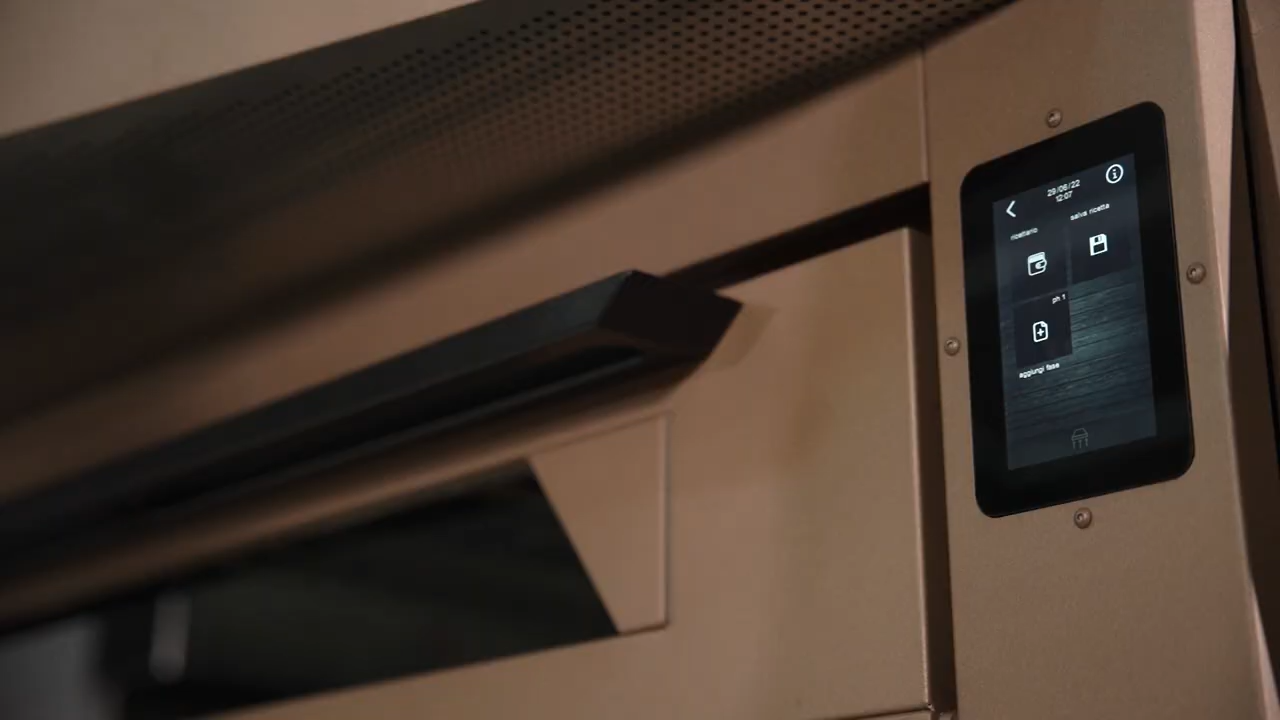 29/06/22
12:07
salva ricetta
ricettario
ph 1
aggiungi fase